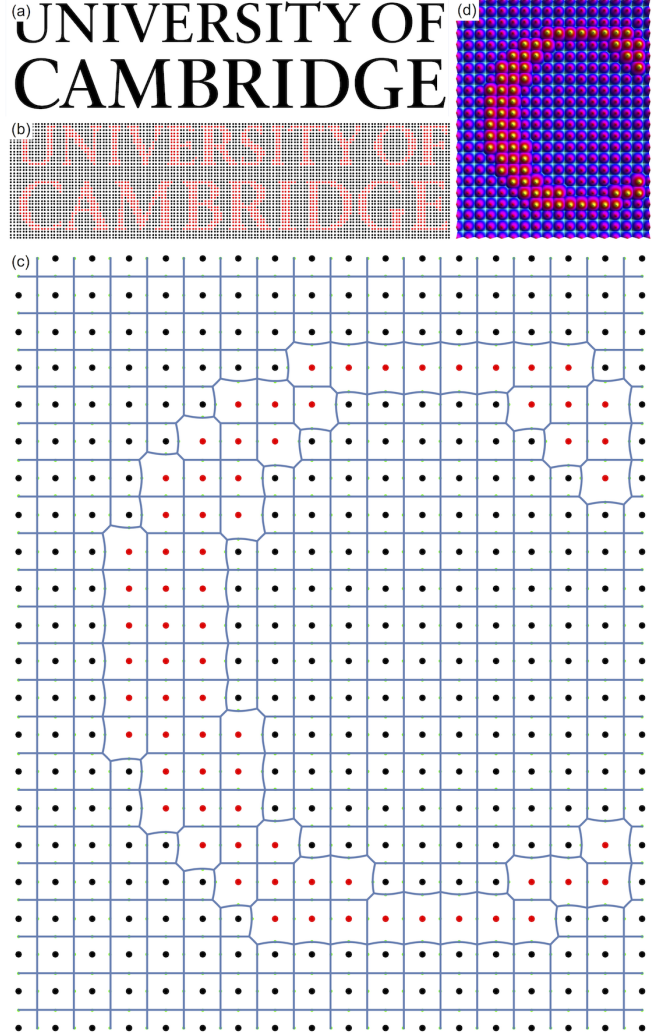 (a)
UNIVERSITY OF
CAMBRIDGE
(b)
UNIVERSITY OF
CAMBRIDGE
(c)
(d)
C